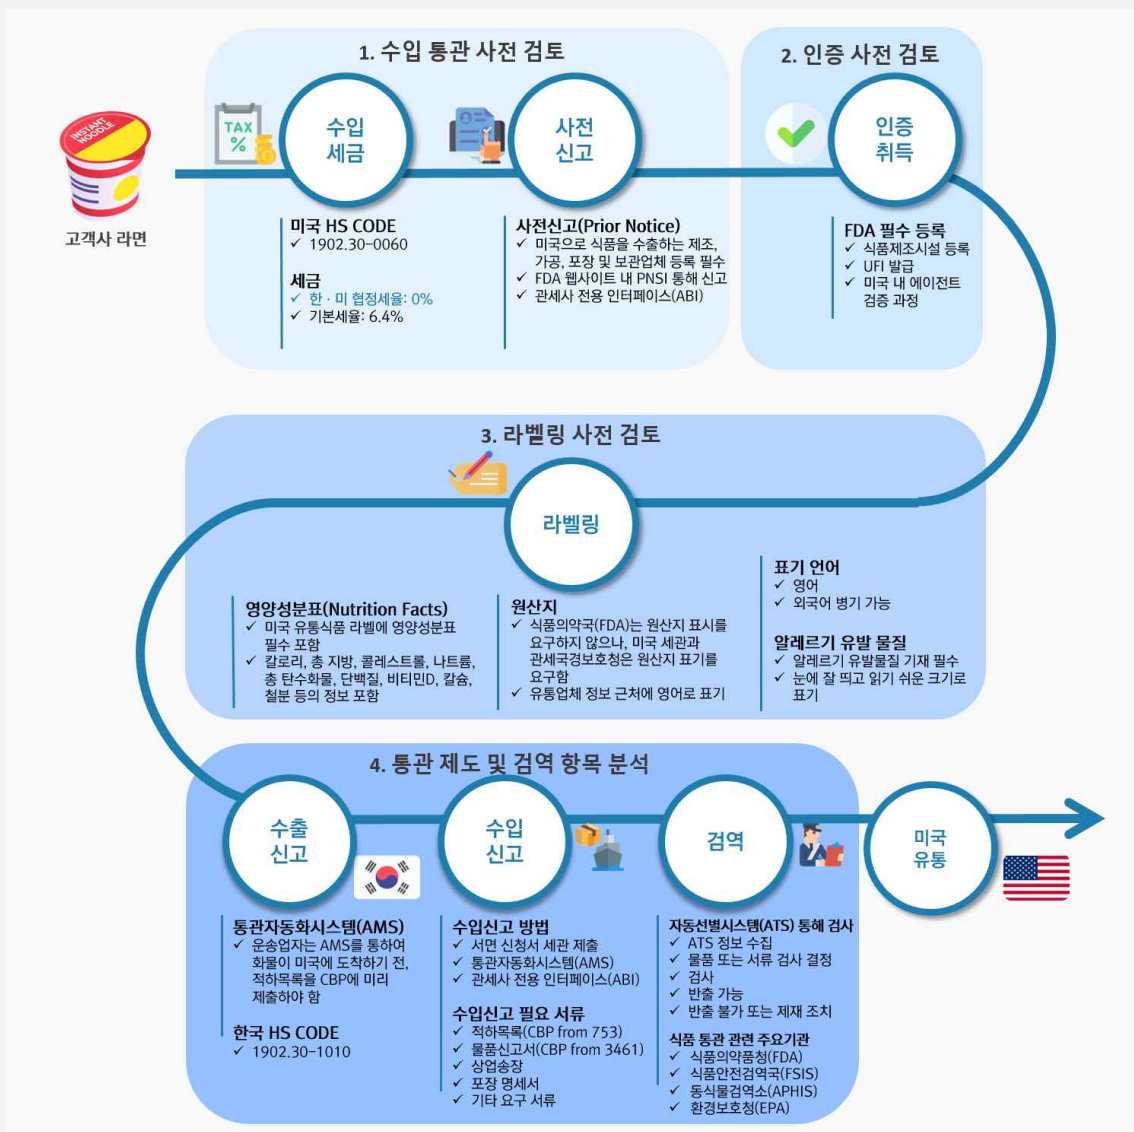 1. 수입 통관 사전 검토
2. 인증 사전 검토
INSTANT
NOODLE
고객사 라면
TAX
%
수입
세금
사전
신고
인증
취득
미국 HS CODE
✓ 1902.30-0060
세금
✓ 한·미 협정세율: 0%
✓ 기본세율: 6.4%
사전신고(Prior Notice)
✓ 미국으로 식품을 수출하는 제조,
가공, 포장 및 보관업체 등록 필수
✓ FDA 웹사이트 내 PNSI 통해 신고
✓ 관세사 전용 인터페이스(ABI)
FDA 필수 등록
✓ 식품제조시설 등록
✓ UFI 발급
✓ 미국 내 에이전트
검증 과정
3. 라벨링 사전 검토
라벨링
영양성분표(Nutrition Facts)
✓ 미국 유통식품 라벨에 영양성분표
필수 포함
✓ 칼로리, 총 지방, 콜레스트롤, 나트륨,
총 탄수화물, 단백질, 비티민D, 칼슘,
철분 등의 정보 포함
원산지
✓ 식품의약국(FDA)는 원산지 표시를
요구하지 않으나, 미국 세관과
관세국경보호청은 원산지 표기를
요구함
✓ 유통업체 정보 근처에 영어로 표기
표기 언어
✓ 영어
✓ 외국어 병기 가능
알레르기 유발 물질
✓ 알레르기 유발물질 기재 필수
✓ 눈에 잘 띄고 읽기 쉬운 크기로
표기
4. 통관 제도 및 검역 항목 분석
수출
신고
수입
신고
검역
미국
유통
통관자동화시스템(AMS)
✓ 운송업자는 AMS를 통하여
화물이 미국에 도착하기 전,
적하목록을 CBP에 미리
제출하야 함
한국 HS CODE
✓ 1902.30-1010
수입신고 방법
✓ 서면 신청서 세관 제출
✓ 통관자동화시스템(AMS)
✓ 관세사 전용 인터페이스(ABI)
수입신고 필요 서류
✓ 적하목록(CBP from 753)
✓ 물품신고서(CBP from 3461)
✓ 상업송장
✓ 포장 명세서
✓ 기타 요구 서류
자동선별시스템(ATS) 통해 검사
✓ ATS 정보 수집
✓ 물품 또는 서류 검사 결정
✓ 검사
✓ 반출 가능
✓ 반출 불가 또는 제재 조치
식품 통관 관련 주요기관
✓ 식품의약품청(FDA)
✓ 식품안전검역국(FSIS)
✓ 동식물검역소(APHIS)
✓ 환경보호청(EPA)